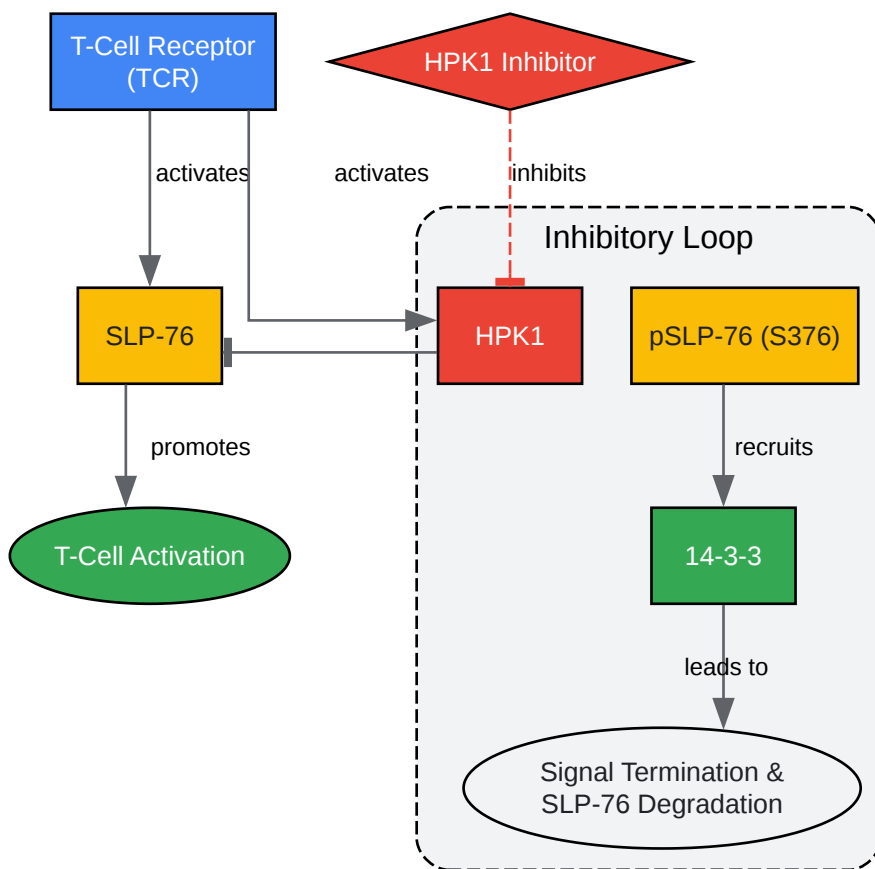 T-Cell Receptor
(TCR)
HPK1 Inhibitor
activates
activates
inhibits
Inhibitory Loop
SLP-76
HPK1
pSLP-76 (S376)
promotes
recruits
T-Cell Activation
14-3-3
leads to
Signal Termination &
SLP-76 Degradation